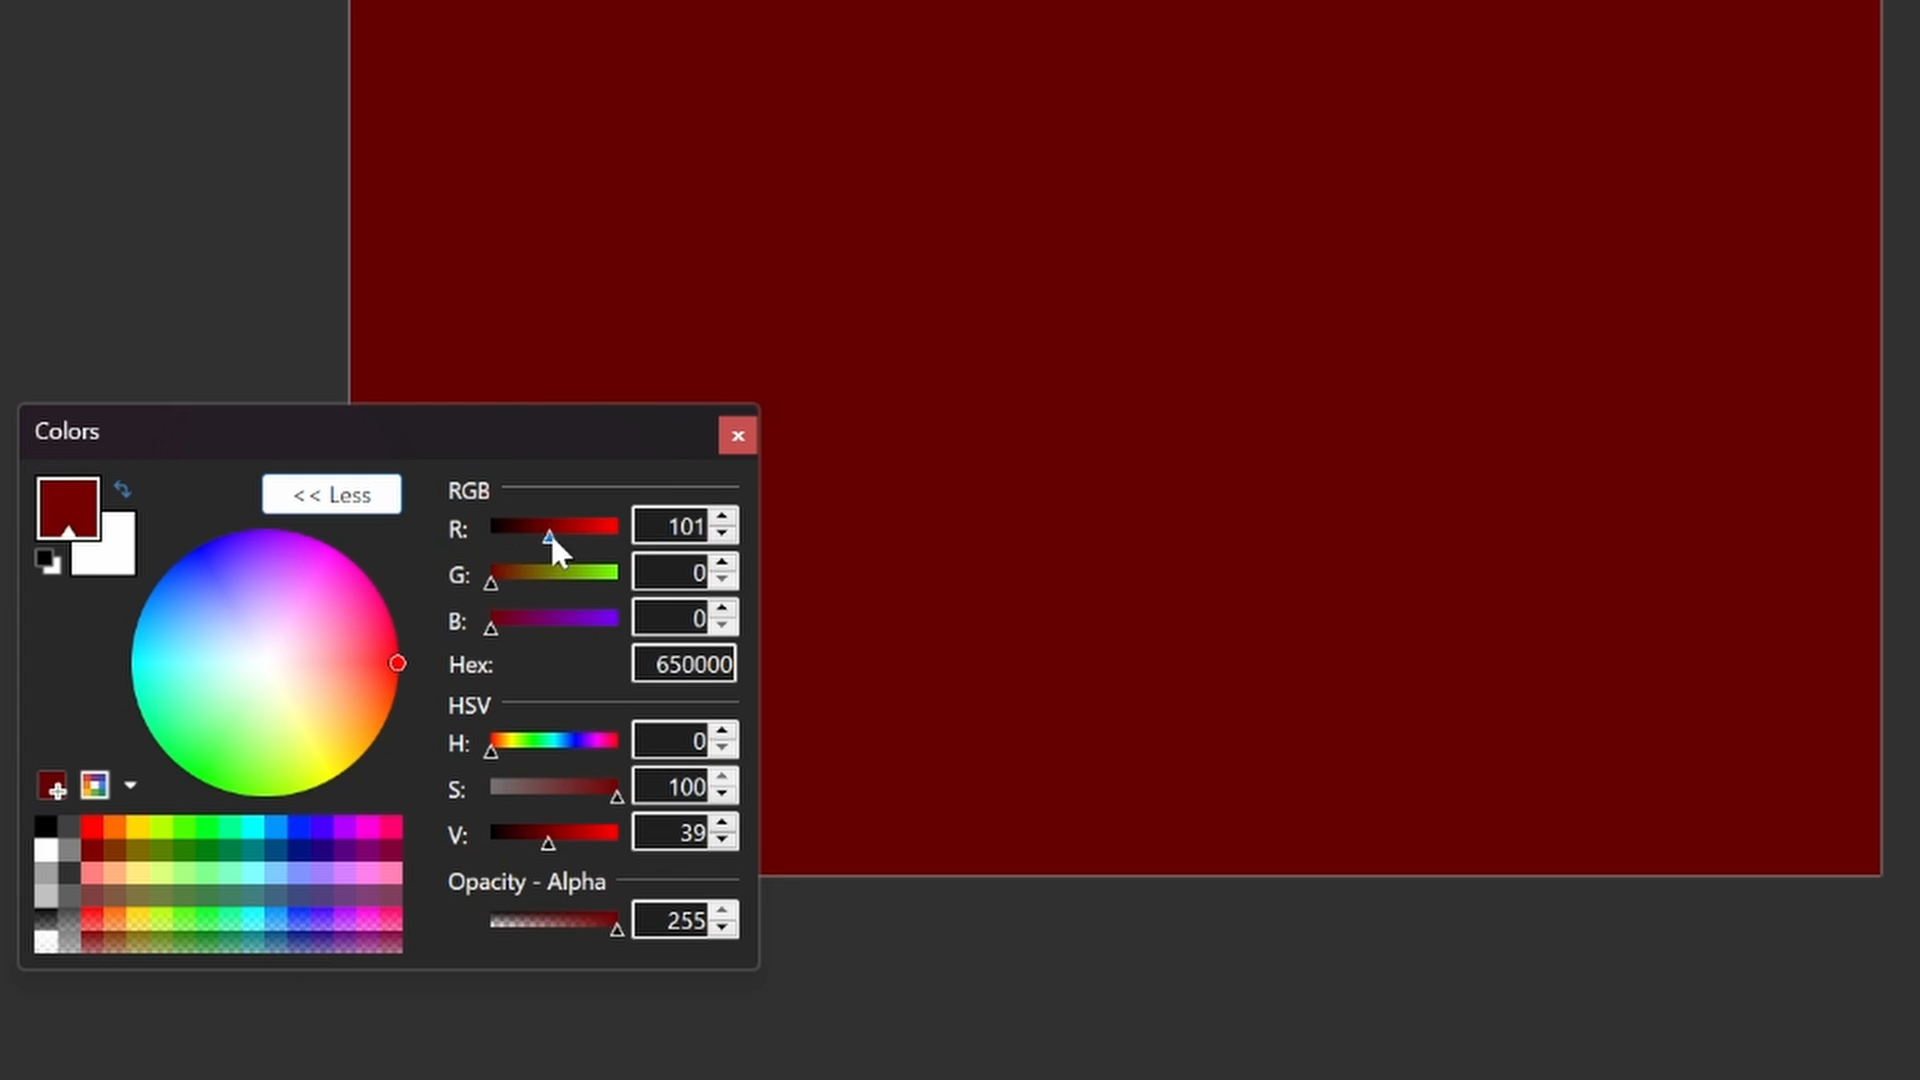 Colors
x
<< Less
RGB
R: 101
G: 0
B: 0
Hex: 650000
HSV
H: 0
S: 100
V: 39
Opacity - Alpha
255